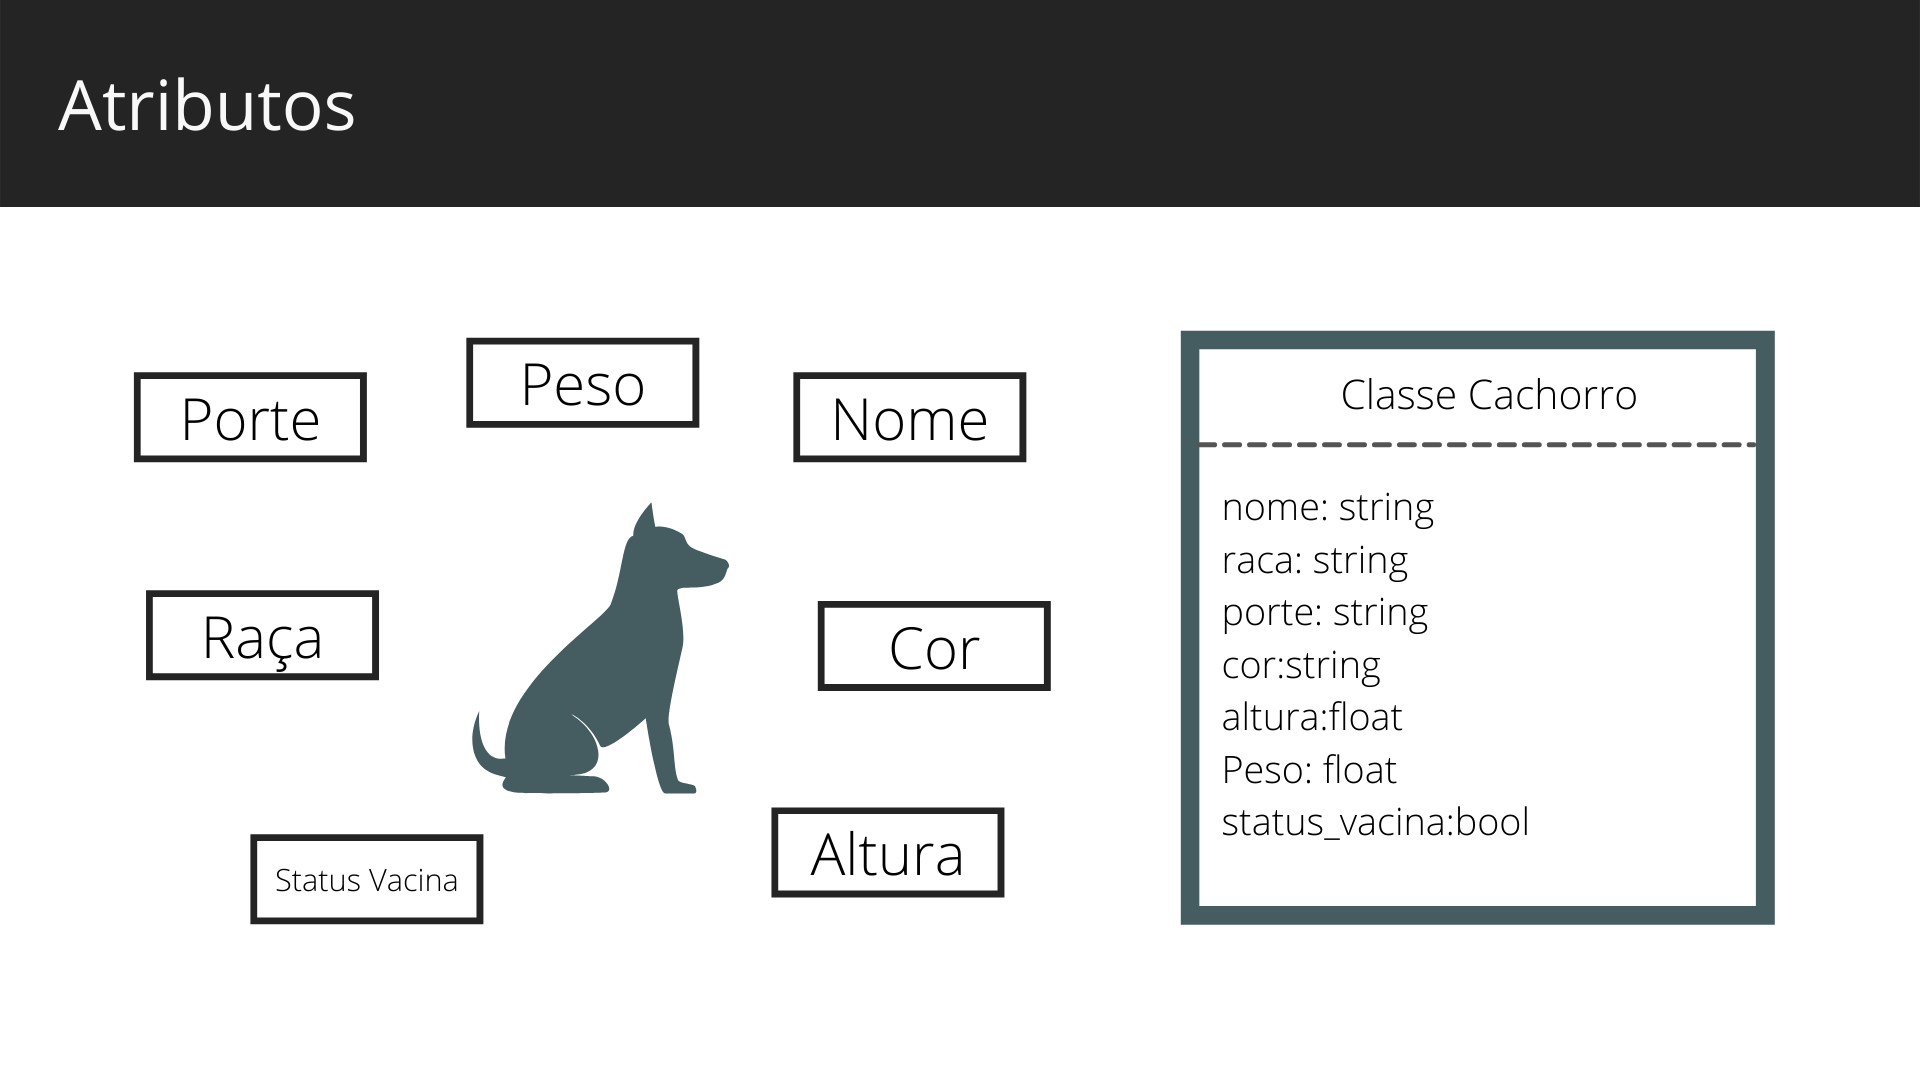 Atributos
Porte
Peso
Nome
Raça
Cor
Status Vacina
Altura
Classe Cachorro
nome: string
raca: string
porte: string
cor:string
altura:float
Peso: float
status_vacina:bool